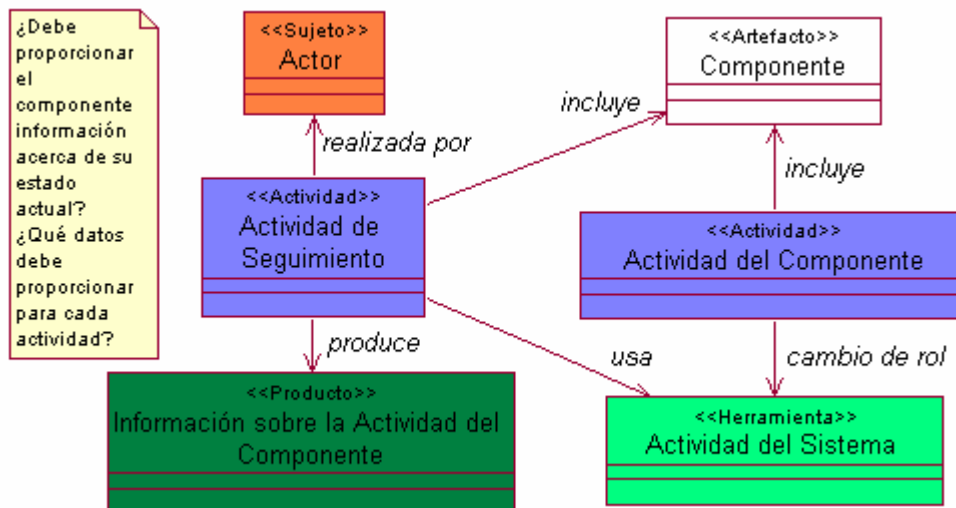 ¿Debe
proporcionar
el
componente
información
acerca de su
estado
actual?
¿Qué datos
debe
proporcionar
para cada
actividad?
<<Sujeto>>
Actor
<<Artefacto>>
Componente
incluye
realizada por
incluye
<<Actividad>>
Actividad de
Seguimiento
<<Actividad>>
Actividad del Componente
produce
usa
cambio de rol
<<Producto>>
Información sobre la Actividad del
Componente
<<Herramienta>>
Actividad del Sistema